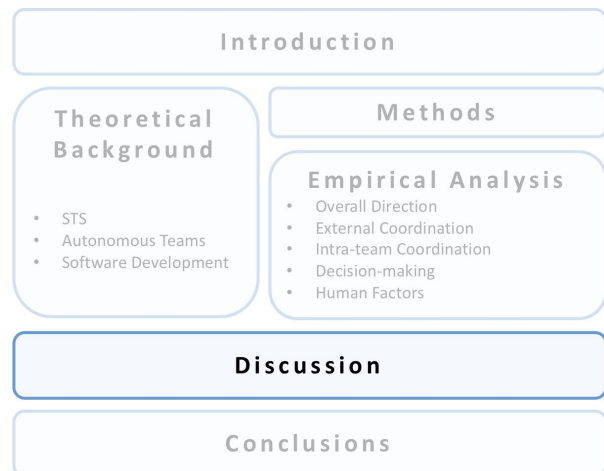 Introduction
Theoretical
Background
• STS
• Autonomous Teams
• Software Development
Methods
Empirical Analysis
• Overall Direction
• External Coordination
• Intra-team Coordination
• Decision-making
• Human Factors
Discussion
Conclusions